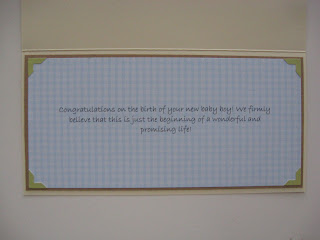 Congratulations on the birth of your new baby boy! We firmly
believe that this is just the beginning of a wonderful and
promising life!